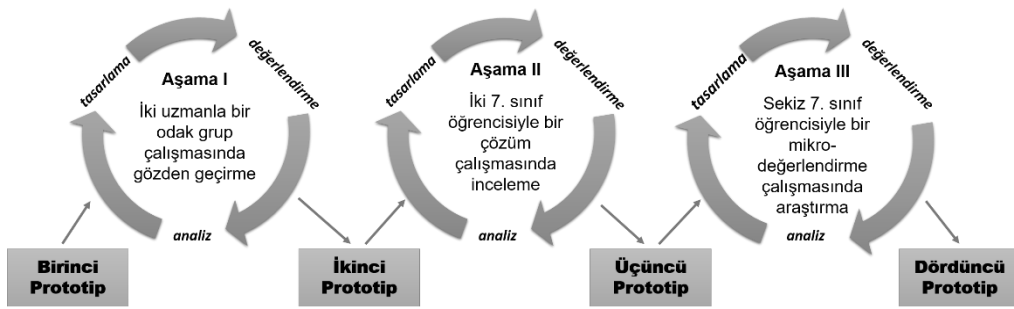 tasarlama
değerlendirme
Aşama I
İki uzmanla bir
odak grup
çalışmasında
gözden geçirme
analiz
tasarlama
değerlendirme
Aşama II
İki 7. sınıf
öğrencisiyle bir
çözüm
çalışmasında
inceleme
analiz
tasarlama
değerlendirme
Aşama III
Sekiz 7. sınıf
öğrencisiyle bir
mikro-
değerlendirme
çalışmasında
araştırma
analiz
Birinci
Prototip
İkinci
Prototip
Üçüncü
Prototip
Dördüncü
Prototip